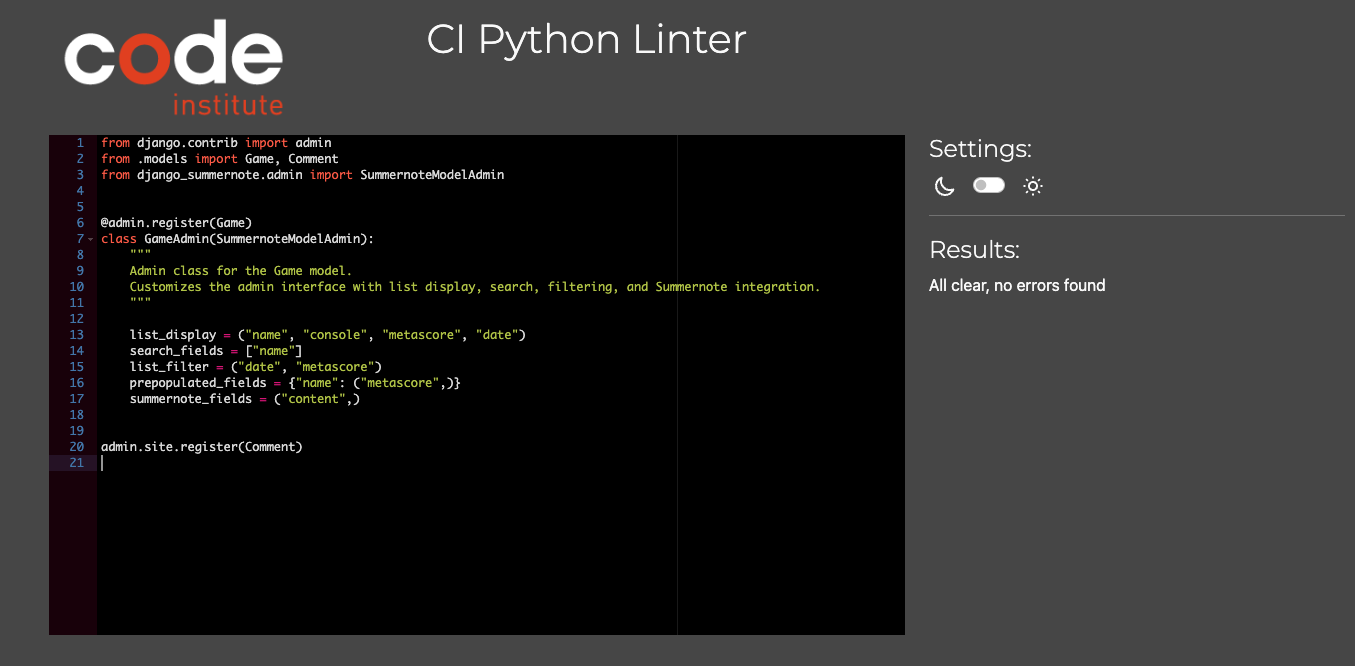 code
institute
CI Python Linter
1 from django.contrib import admin
2 from .models import Game, Comment
3 from django_summernote.admin import SummernoteModelAdmin
4
5
6 @admin.register(Game)
7 class GameAdmin(SummernoteModelAdmin):
8     """
9     Admin class for the Game model.
10     Customizes the admin interface with list display, search, filtering, and Summernote integration.
11     """
12
13     list_display = ("name", "console", "metascore", "date")
14     search_fields = ["name"]
15     list_filter = ("date", "metascore")
16     prepopulated_fields = {"name": ("metascore",)}
17     summernote_fields = ("content",)
18
19
20 admin.site.register(Comment)
21
Settings:
Results:
All clear, no errors found